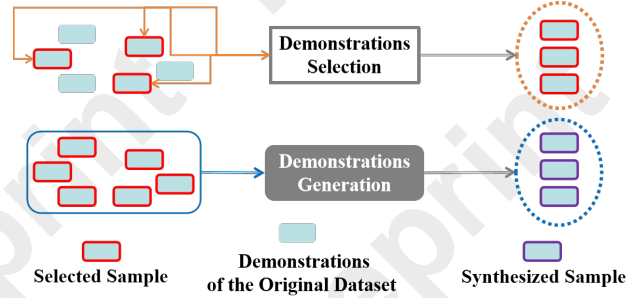 Demonstrations
Selection
Demonstrations
Generation
Selected Sample
Demonstrations
of the Original Dataset
Synthesized Sample